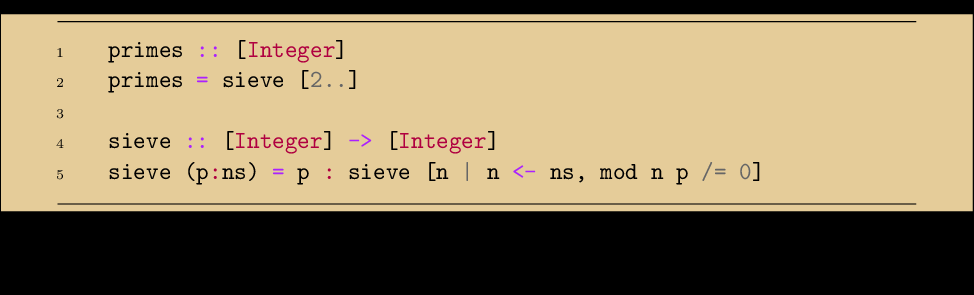 1 primes :: [Integer]
2 primes = sieve [2..]
3
4 sieve :: [Integer] -> [Integer]
5 sieve (p:ns) = p : sieve [n | n <- ns, mod n p /= 0]